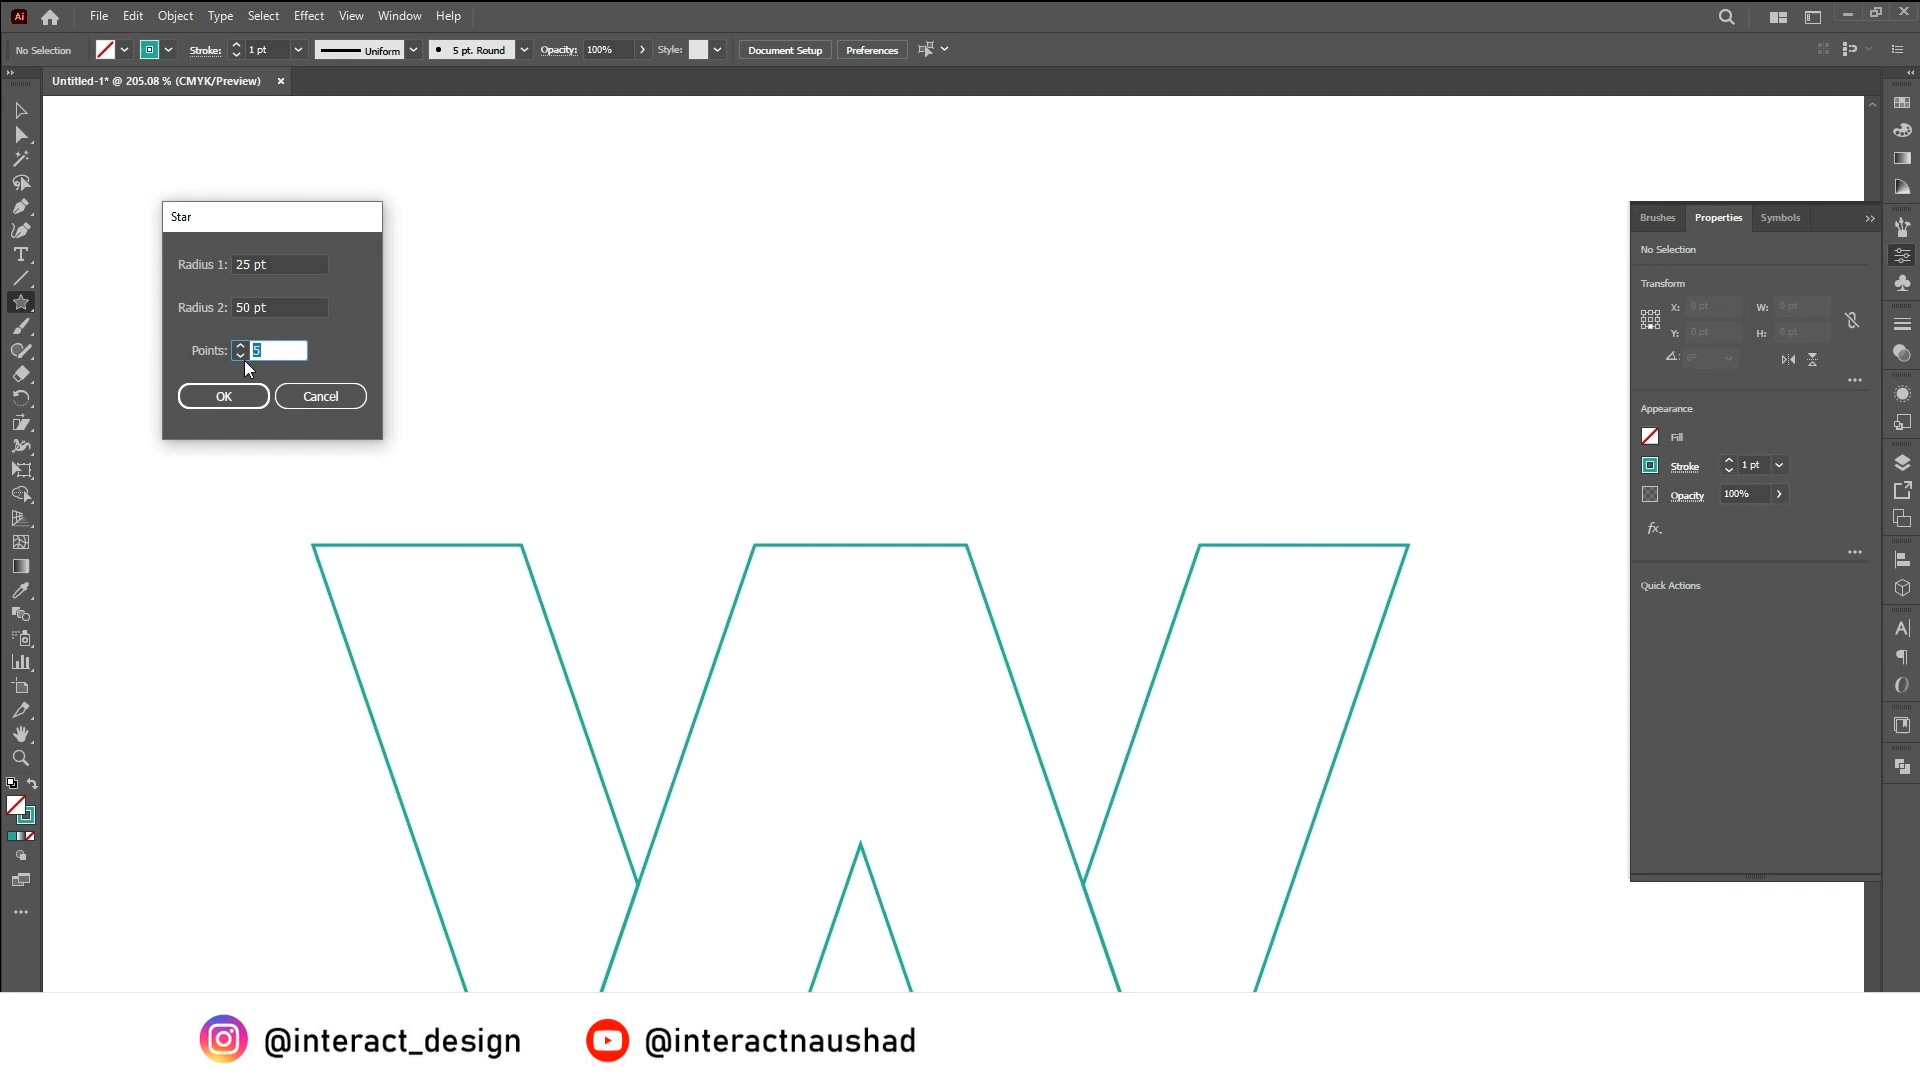 Ai File Edit Object Type Select Effect View Window Help
No Selection Stroke: 1 pt Uniform 5 pt. Round Opacity: 100% Style: Document Setup Preferences
Untitled-1* @ 205.08 % (CMYK/Preview) ×
Star
Radius 1: 25 pt
Radius 2: 50 pt
Points: 5
OK Cancel
Brushes Properties Symbols
No Selection
Transform
X: 0 pt W: 0 pt
Y: 0 pt H: 0 pt
0°
Appearance
Fill
Stroke 1 pt
Opacity 100%
fx.
Quick Actions
@interact_design @interactnaushad